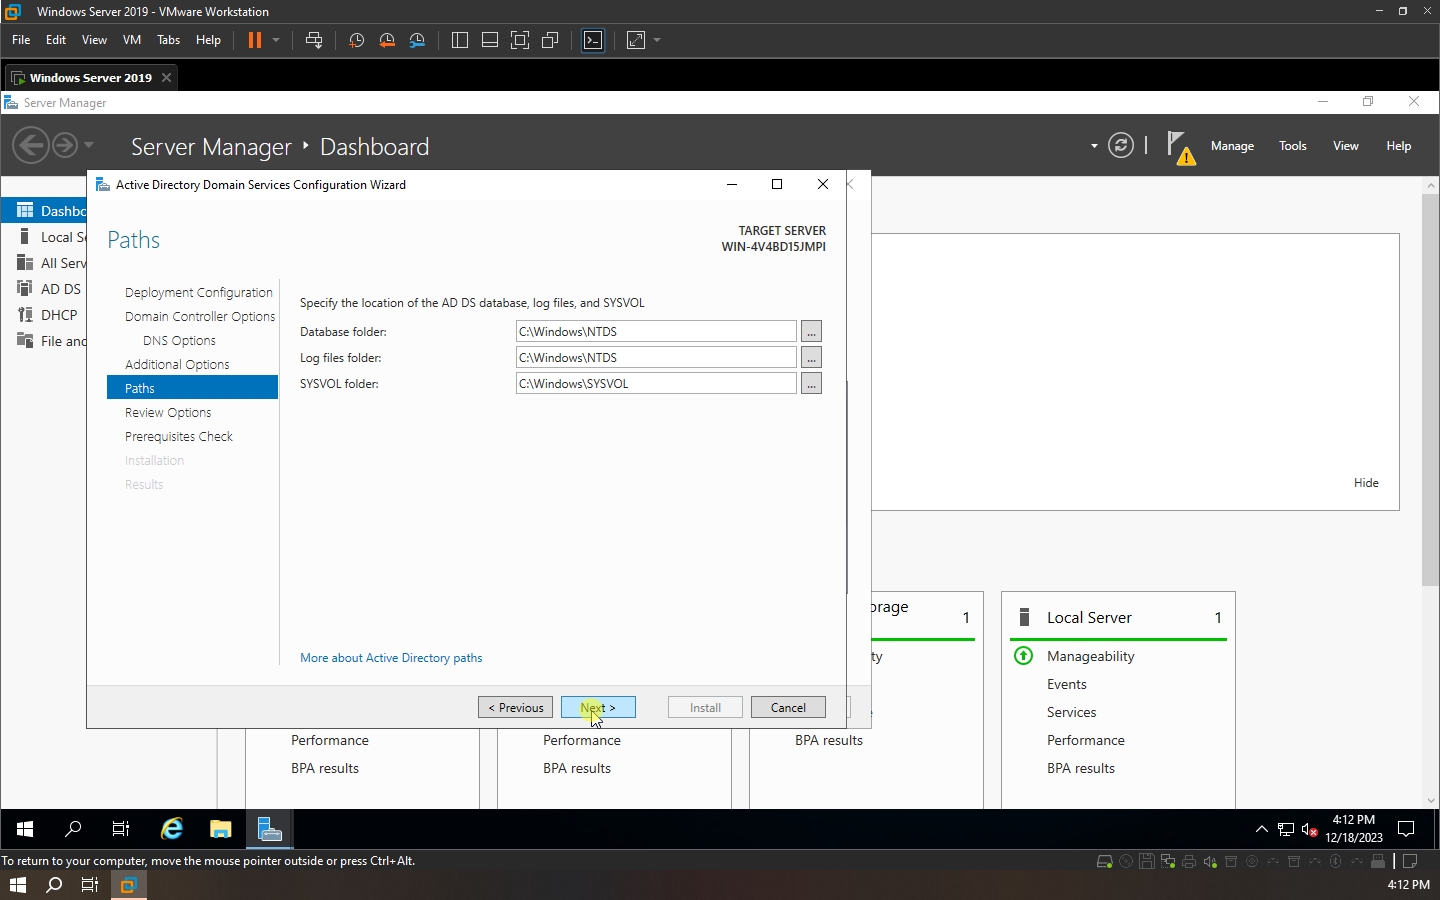 Windows Server 2019 - VMware Workstation
File Edit View VM Tabs Help
Windows Server 2019
Server Manager
Server Manager Dashboard
Manage Tools View Help
Active Directory Domain Services Configuration Wizard
Dashbo
Local Se
All Serv
AD DS
DHCP
File and
Paths
TARGET SERVER
WIN-4V4BD15JMPI
Deployment Configuration
Domain Controller Options
DNS Options
Additional Options
Paths
Review Options
Prerequisites Check
Installation
Results
Specify the location of the AD DS database, log files, and SYSVOL
Database folder: C:\Windows\NTDS ...
Log files folder: C:\Windows\NTDS ...
SYSVOL folder: C:\Windows\SYSVOL ...
More about Active Directory paths
< Previous Next > Install Cancel
Hide
orage 1
ty
Local Server 1
Manageability
Events
Services
Performance
BPA results
Performance
BPA results
Performance
BPA results
BPA results
4:12 PM
12/18/2023
To return to your computer, move the mouse pointer outside or press Ctrl+Alt.
4:12 PM